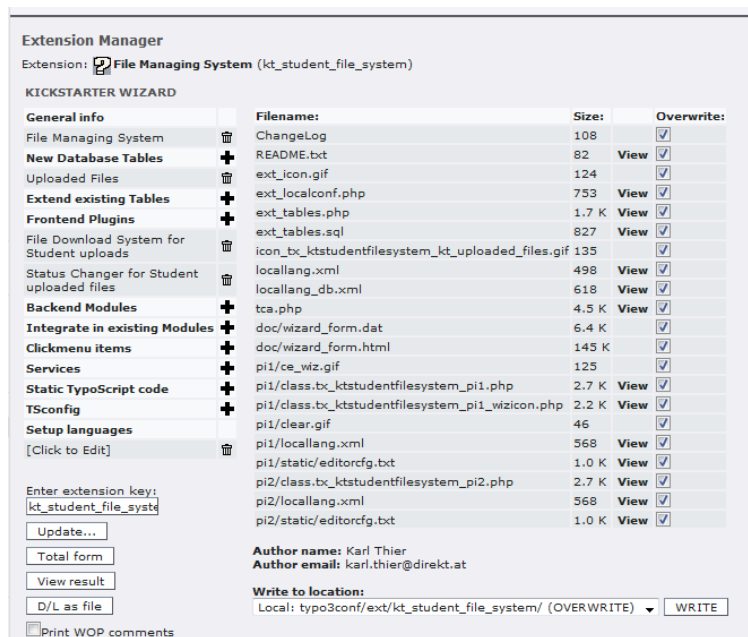 Extension Manager
Extension: File Managing System (kt_student_file_system)
KICKSTARTER WIZARD
General info
File Managing System
New Database Tables
Uploaded Files
Extend existing Tables
Frontend Plugins
File Download System for
Student uploads
Status Changer for Student
uploaded files
Backend Modules
Integrate in existing Modules
Clickmenu items
Services
Static TypoScript code
TSconfig
Setup languages
[Click to Edit]
Enter extension key:
kt_student_file_syste
Update...
Total form
View result
D/L as file
Print WOP comments
Filename: Size: Overwrite:
ChangeLog 108
README.txt 82 View
ext_icon.gif 124
ext_localconf.php 753 View
ext_tables.php 1.7 K View
ext_tables.sql 827 View
icon_tx_ktstudentfilesystem_kt_uploaded_files.gif 135
locallang.xml 498 View
locallang_db.xml 618 View
tca.php 4.5 K View
doc/wizard_form.dat 6.4 K
doc/wizard_form.html 145 K
pi1/ce_wiz.gif 125
pi1/class.tx_ktstudentfilesystem_pi1.php 2.7 K View
pi1/class.tx_ktstudentfilesystem_pi1_wizicon.php 2.2 K View
pi1/clear.gif 46
pi1/locallang.xml 568 View
pi1/static/editorcfg.txt 1.0 K View
pi2/class.tx_ktstudentfilesystem_pi2.php 2.7 K View
pi2/locallang.xml 568 View
pi2/static/editorcfg.txt 1.0 K View
Author name: Karl Thier
Author email: karl.thier@direkt.at
Write to location:
Local: typo3conf/ext/kt_student_file_system/ (OVERWRITE) WRITE